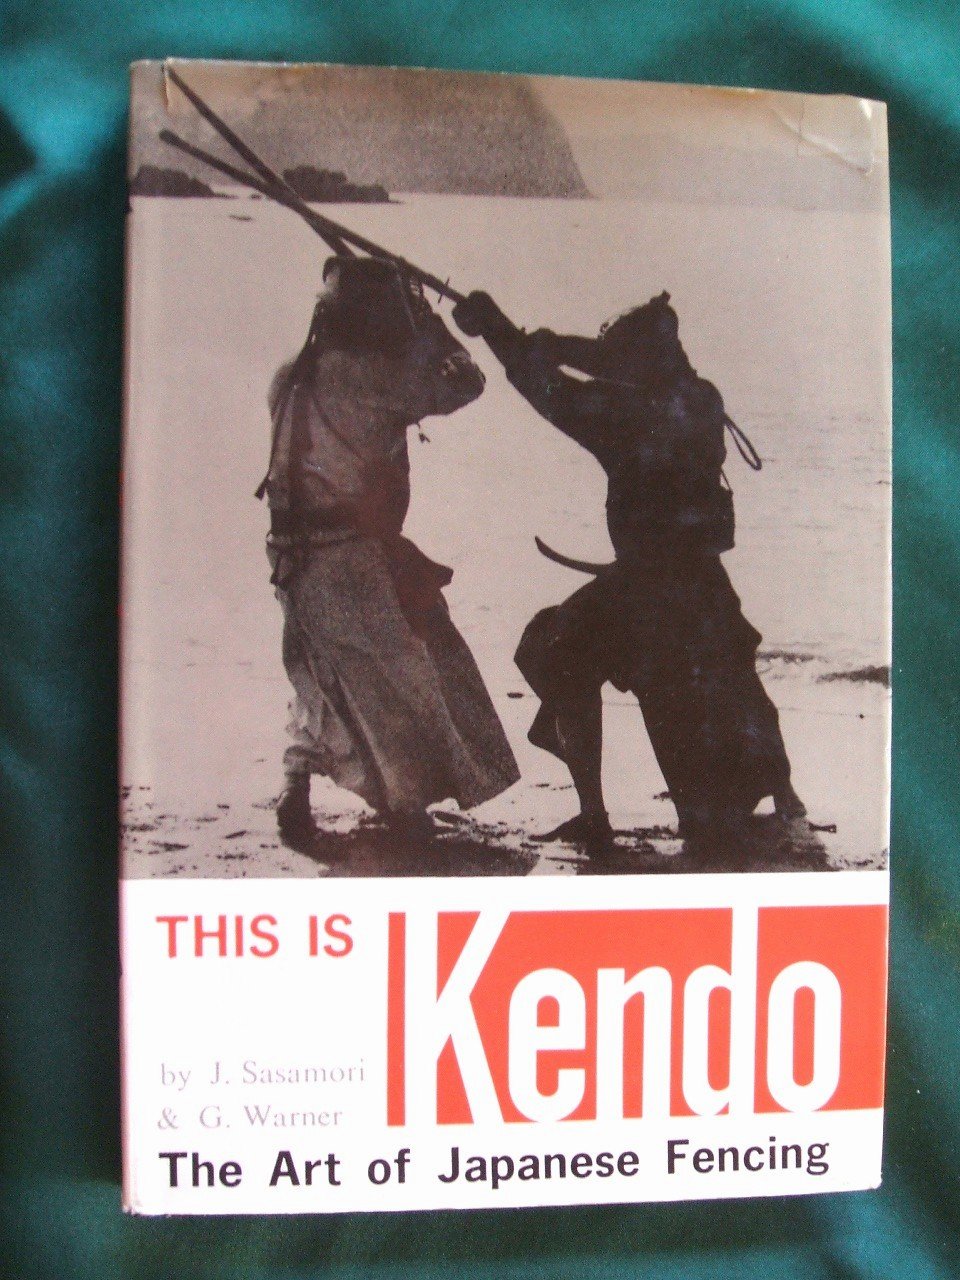 THIS IS Kendo
by J. Sasamori
& G. Warner
The Art of Japanese Fencing